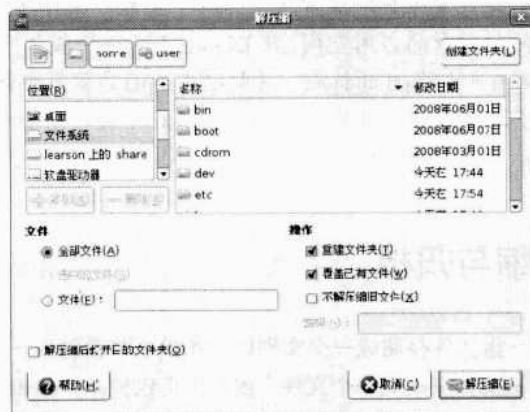 解压缩
home
user
创建文件夹(L)
位置(R)
桌面
文件系统
learson 上的 share
软盘驱动器
名称
修改日期
bin
2008年06月01日
boot
2008年06月07日
cdrom
2008年03月01日
dev
今天在 17:44
etc
今天在 17:54
文件
全部文件(A)
文件(E):
解压缩后打开目的文件夹(O)
操作
重建文件夹(T)
覆盖已有文件(W)
不解压缩旧文件(X)
帮助(H)
取消(C)
解压缩(E)